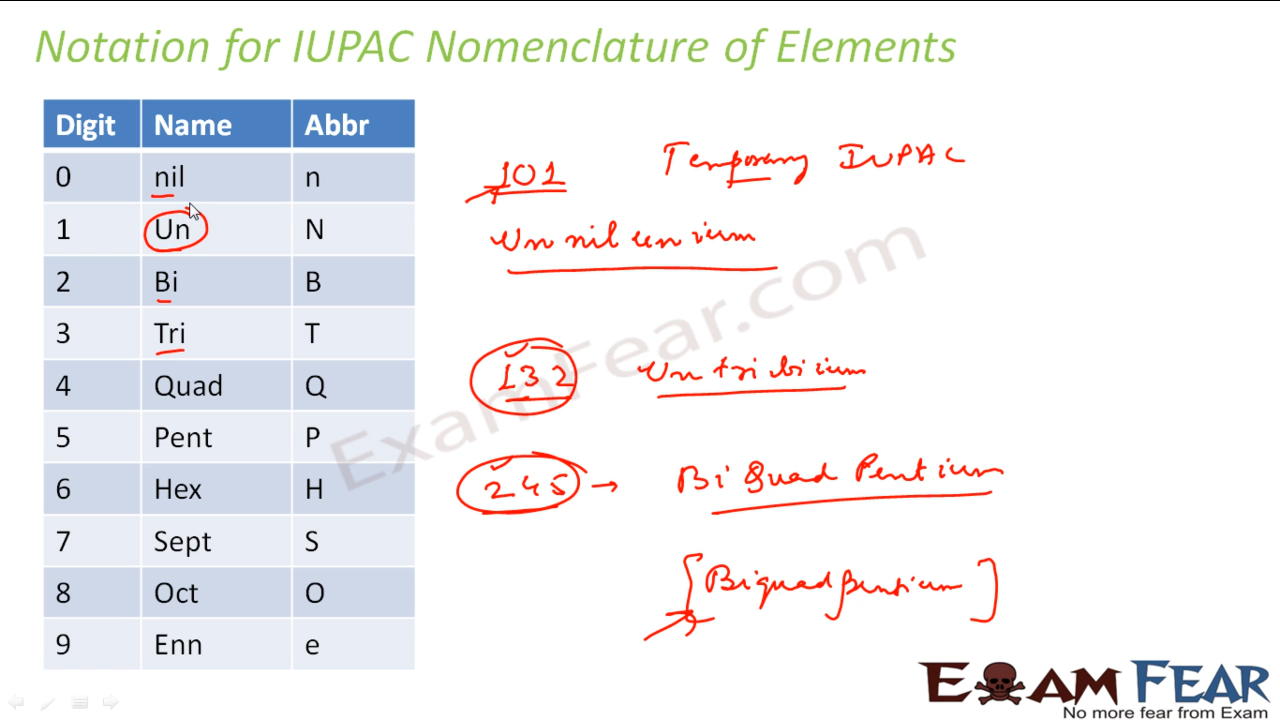 Notation for IUPAC Nomenclature of Elements
Digit Name Abbr
0 nil n
1 Un N
2 Bi B
3 Tri T
4 Quad Q
5 Pent P
6 Hex H
7 Sept S
8 Oct O
9 Enn e
101 Temporary IUPAC
Un nil un ium
132 Un tri bi ium
245 → Bi Quad Pentium
[Biquadpentium]
ExamFear.com
EXAM FEAR
No more fear from Exam